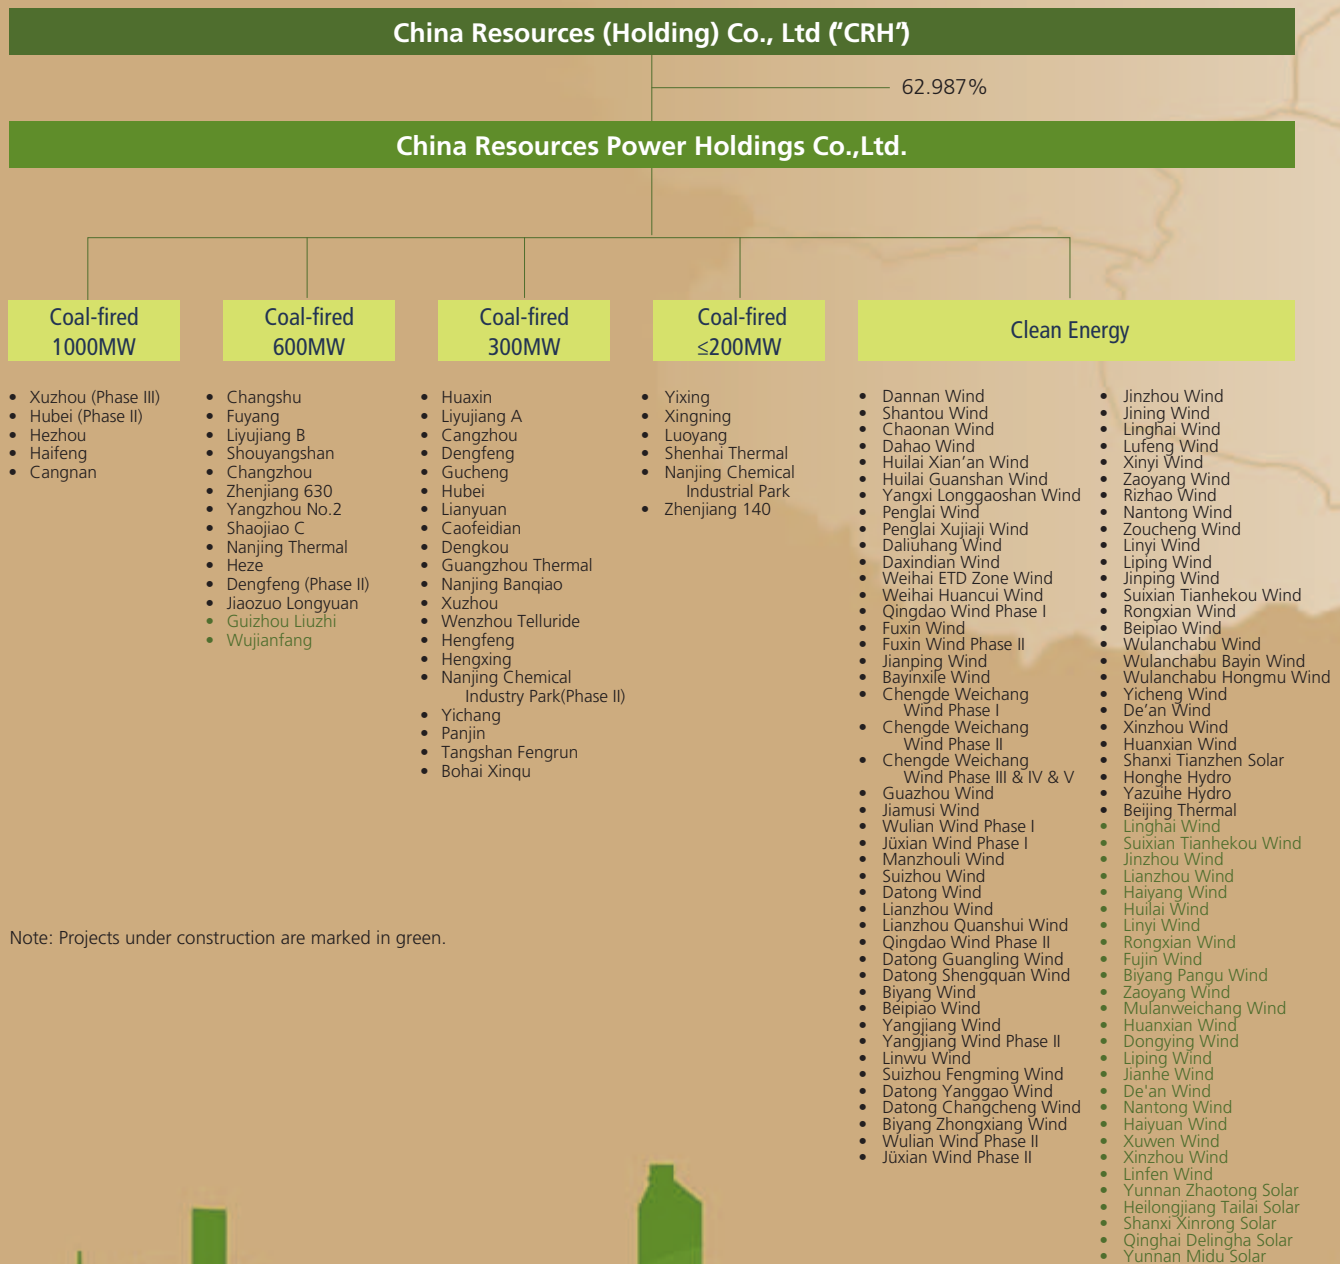 China Resources (Holding) Co., Ltd ("CRH")
62.987%
China Resources Power Holdings Co.,Ltd.
Coal-fired
1000MW
• Xuzhou (Phase III)
• Hubei (Phase II)
• Hezhou
• Haifeng
• Cangnan
Coal-fired
600MW
• Changshu
• Fuyang
• Liyujiang B
• Shouyangshan
• Changzhou
• Zhenjiang 630
• Yangzhou No.2
• Shaojiao C
• Nanjing Thermal
• Heze
• Dengfeng (Phase II)
• Jiaozuo Longyuan
• Guizhou Liuzhi
• Wujianfang
Coal-fired
300MW
• Huaxin
• Liyujiang A
• Cangzhou
• Dengfeng
• Gucheng
• Hubei
• Lianyuan
• Caofeidian
• Dengkou
• Guangzhou Thermal
• Nanjing Banqiao
• Xuzhou
• Wenzhou Telluride
• Hengfeng
• Hengxing
• Nanjing Chemical
Industry Park(Phase II)
• Yichang
• Panjin
• Tangshan Fengrun
• Bohai Xinqu
Coal-fired
≤200MW
• Yixing
• Xingning
• Luoyang
• Shenhai Thermal
• Nanjing Chemical
Industrial Park
• Zhenjiang 140
Clean Energy
• Dannan Wind
• Shantou Wind
• Chaonan Wind
• Dahao Wind
• Huilai Xian’an Wind
• Huilai Guanshan Wind
• Yangxi Longgaoshan Wind
• Penglai Wind
• Penglai Xujiaji Wind
• Daliuhang Wind
• Daxindian Wind
• Weihai ETD Zone Wind
• Weihai Huancui Wind
• Qingdao Wind Phase I
• Fuxin Wind
• Fuxin Wind Phase II
• Jianping Wind
• Bayinxile Wind
• Chengde Weichang
Wind Phase I
• Chengde Weichang
Wind Phase II
• Chengde Weichang
Wind Phase III & IV & V
• Guazhou Wind
• Jiamusi Wind
• Wulian Wind Phase I
• Jüxian Wind Phase I
• Manzhouli Wind
• Suizhou Wind
• Datong Wind
• Lianzhou Wind
• Lianzhou Quanshui Wind
• Qingdao Wind Phase II
• Datong Guangling Wind
• Datong Shengquan Wind
• Biyang Wind
• Beipiao Wind
• Yangjiang Wind
• Yangjiang Wind Phase II
• Linwu Wind
• Suizhou Fengming Wind
• Datong Yanggao Wind
• Datong Changcheng Wind
• Biyang Zhongxiang Wind
• Wulian Wind Phase II
• Jüxian Wind Phase II
• Jinzhou Wind
• Jining Wind
• Linghai Wind
• Lufeng Wind
• Xinyi Wind
• Zaoyang Wind
• Rizhao Wind
• Nantong Wind
• Zoucheng Wind
• Linyi Wind
• Liping Wind
• Jinping Wind
• Suixian Tianhekou Wind
• Rongxian Wind
• Beipiao Wind
• Wulanchabu Wind
• Wulanchabu Bayin Wind
• Wulanchabu Hongmu Wind
• Yicheng Wind
• De’an Wind
• Xinzhou Wind
• Huanxian Wind
• Shanxi Tianzhen Solar
• Honghe Hydro
• Yazuihe Hydro
• Beijing Thermal
• Linghai Wind
• Suixian Tianhekou Wind
• Jinzhou Wind
• Lianzhou Wind
• Haiyang Wind
• Huilai Wind
• Linyi Wind
• Rongxian Wind
• Fujin Wind
• Biyang Pangu Wind
• Zaoyang Wind
• Mulanweichang Wind
• Huanxian Wind
• Dongying Wind
• Liping Wind
• Jianhe Wind
• De'an Wind
• Nantong Wind
• Haiyuan Wind
• Xuwen Wind
• Xinzhou Wind
• Linfen Wind
• Yunnan Zhaotong Solar
• Heilongjiang Tailai Solar
• Shanxi Xinrong Solar
• Qinghai Delingha Solar
• Yunnan Midu Solar
Note: Projects under construction are marked in green.